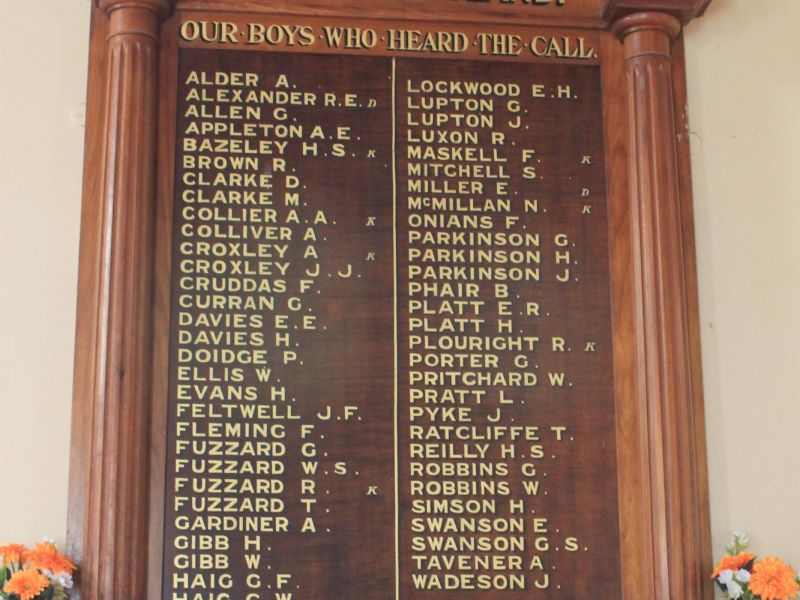 OUR·BOYS·WHO·HEARD·THE·CALL.
ALDER A.
ALEXANDER R.E. D
ALLEN G.
APPLETON A.E.
BAZELEY H.S. K
BROWN R.
CLARKE D.
CLARKE M.
COLLIER A.A. K
COLLIVER A.
CROXLEY A K
CROXLEY J.J.
CRUDDAS F.
CURRAN G.
DAVIES E.E.
DAVIES H.
DOIDGE P.
ELLIS W.
EVANS H.
FELTWELL J.F.
FLEMING F.
FUZZARD G.
FUZZARD W.S.
FUZZARD R. K
FUZZARD T.
GARDINER A.
GIBB H.
GIBB W.
HAIG G.F.
HAIG G.W.
LOCKWOOD E.H.
LUPTON G.
LUPTON J.
LUXON R.
MASKELL F. K
MITCHELL S.
MILLER E. D
McMILLAN N. K
ONIANS F.
PARKINSON G.
PARKINSON H.
PARKINSON J.
PHAIR B.
PLATT E.R.
PLATT H.
PLOURIGHT R. K
PORTER G.
PRITCHARD W.
PRATT L.
PYKE J.
RATCLIFFE T.
REILLY H.S.
ROBBINS G.
ROBBINS W.
SIMSON H.
SWANSON E.
SWANSON G.S.
TAVENER A.
WADESON J.